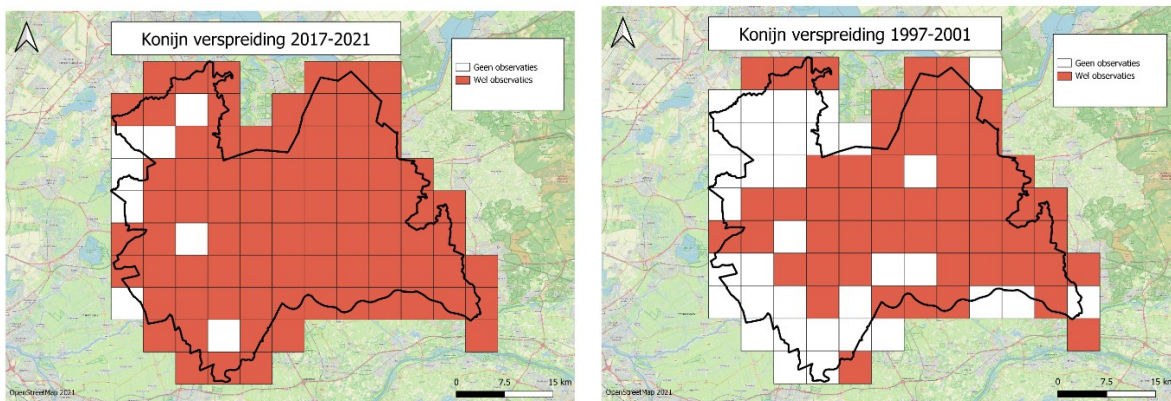 Konijn verspreiding 2017-2021
Geen observaties
Wel observaties
0 7.5 15 km
OpenStreetMap 2021
Konijn verspreiding 1997-2001
Geen observaties
Wel observaties
0 7.5 15 km
OpenStreetMap 2021